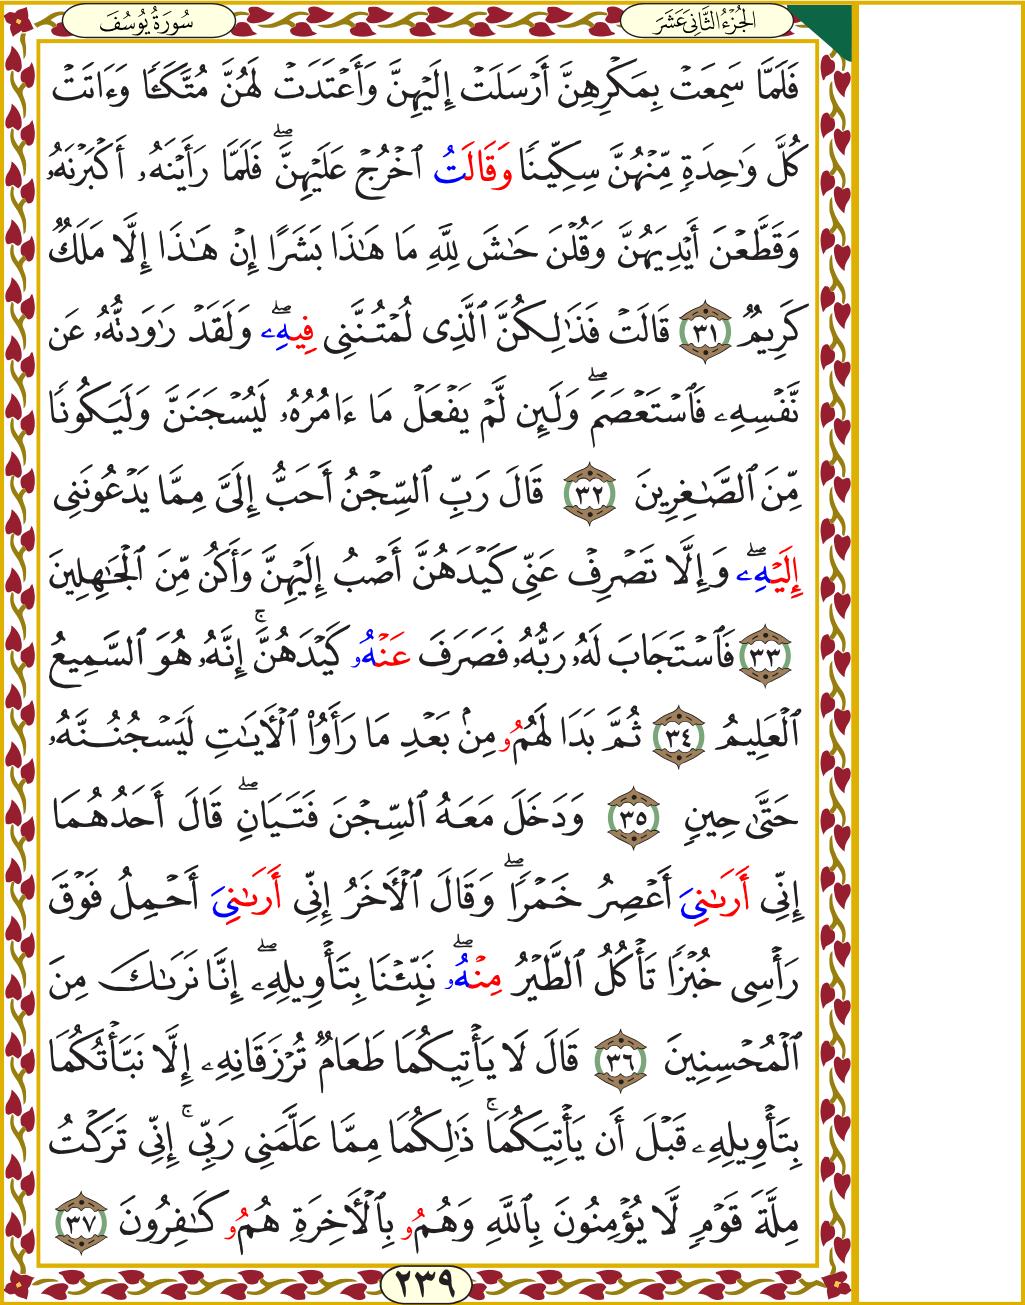 سُورَةُ يُوسُفَ
الجُزْءُ الثَّانِىَ عَشَرَ
فَلَمَّا سَمِعَتْ بِمَكْرِهِنَّ أَرْسَلَتْ إِلَيْهِنَّ وَأَعْتَدَتْ لَهُنَّ مُتَّكَـًٔا وَءَاتَتْ
كُلَّ وَٰحِدَةٍ مِّنْهُنَّ سِكِّينًا وَقَالَتُ ٱخْرُجْ عَلَيْهِنَّۖ فَلَمَّا رَأَيْنَهُۥ أَكْبَرْنَهُۥ
وَقَطَّعْنَ أَيْدِيَهُنَّ وَقُلْنَ حَٰشَ لِلَّهِ مَا هَٰذَا بَشَرًا إِنْ هَٰذَا إِلَّا مَلَكٌ
كَرِيمٌ ٣١ قَالَتْ فَذَٰلِكُنَّ ٱلَّذِى لُمْتُنَّنِى فِيهِۦۖ وَلَقَدْ رَٰوَدتُّهُۥ عَن
نَّفْسِهِۦ فَٱسْتَعْصَمَۖ وَلَئِن لَّمْ يَفْعَلْ مَا ءَامُرُهُۥ لَيُسْجَنَنَّ وَلَيَكُونًا
مِّنَ ٱلصَّٰغِرِينَ ٣٢ قَالَ رَبِّ ٱلسِّجْنُ أَحَبُّ إِلَىَّ مِمَّا يَدْعُونَنِى
إِلَيْهِۦۖ وَإِلَّا تَصْرِفْ عَنِّى كَيْدَهُنَّ أَصْبُ إِلَيْهِنَّ وَأَكُن مِّنَ ٱلْجَٰهِلِينَ
٣٣ فَٱسْتَجَابَ لَهُۥ رَبُّهُۥ فَصَرَفَ عَنْهُۥ كَيْدَهُنَّۚ إِنَّهُۥ هُوَ ٱلسَّمِيعُ
ٱلْعَلِيمُ ٣٤ ثُمَّ بَدَا لَهُمُۥ مِنۢ بَعْدِ مَا رَأَوُا۟ ٱلْأَيَٰتِ لَيَسْجُنُنَّهُۥ
حَتَّىٰ حِينٍ ٣٥ وَدَخَلَ مَعَهُ ٱلسِّجْنَ فَتَيَانِۖ قَالَ أَحَدُهُمَا
إِنِّى أَرَىٰنِىَ أَعْصِرُ خَمْرًاۖ وَقَالَ ٱلْأَخَرُ إِنِّى أَرَىٰنِىَ أَحْمِلُ فَوْقَ
رَأْسِى خُبْزًا تَأْكُلُ ٱلطَّيْرُ مِنْهُۥۖ نَبِّئْنَا بِتَأْوِيلِهِۦۖ إِنَّا نَرَىٰكَ مِنَ
ٱلْمُحْسِنِينَ ٣٦ قَالَ لَا يَأْتِيكُمَا طَعَامٌ تُرْزَقَانِهِۦ إِلَّا نَبَّأْتُكُمَا
بِتَأْوِيلِهِۦ قَبْلَ أَن يَأْتِيَكُمَاۚ ذَٰلِكُمَا مِمَّا عَلَّمَنِى رَبِّىۚ إِنِّى تَرَكْتُ
مِلَّةَ قَوْمٍ لَّا يُؤْمِنُونَ بِٱللَّهِ وَهُمُۥ بِٱلْأَخِرَةِ هُمُۥ كَٰفِرُونَ ٣٧
٢٣٩